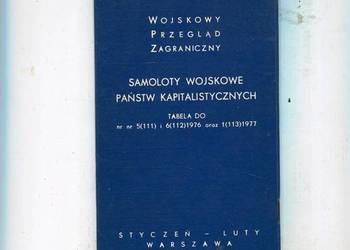 WOJSKOWY
PRZEGLĄD
ZAGRANICZNY
SAMOLOTY WOJSKOWE
PAŃSTW KAPITALISTYCZNYCH
TABELA DO
nr nr 5(111) i 6(112)1976 oraz 1(113)1977
STYCZEŃ – LUTY
WARSZAWA